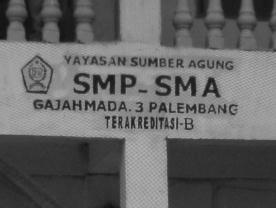 YAYASAN SUMBER AGUNG
SMP-SMA
GAJAHMADA.3 PALEMBANG
TERAKREDITASI-B